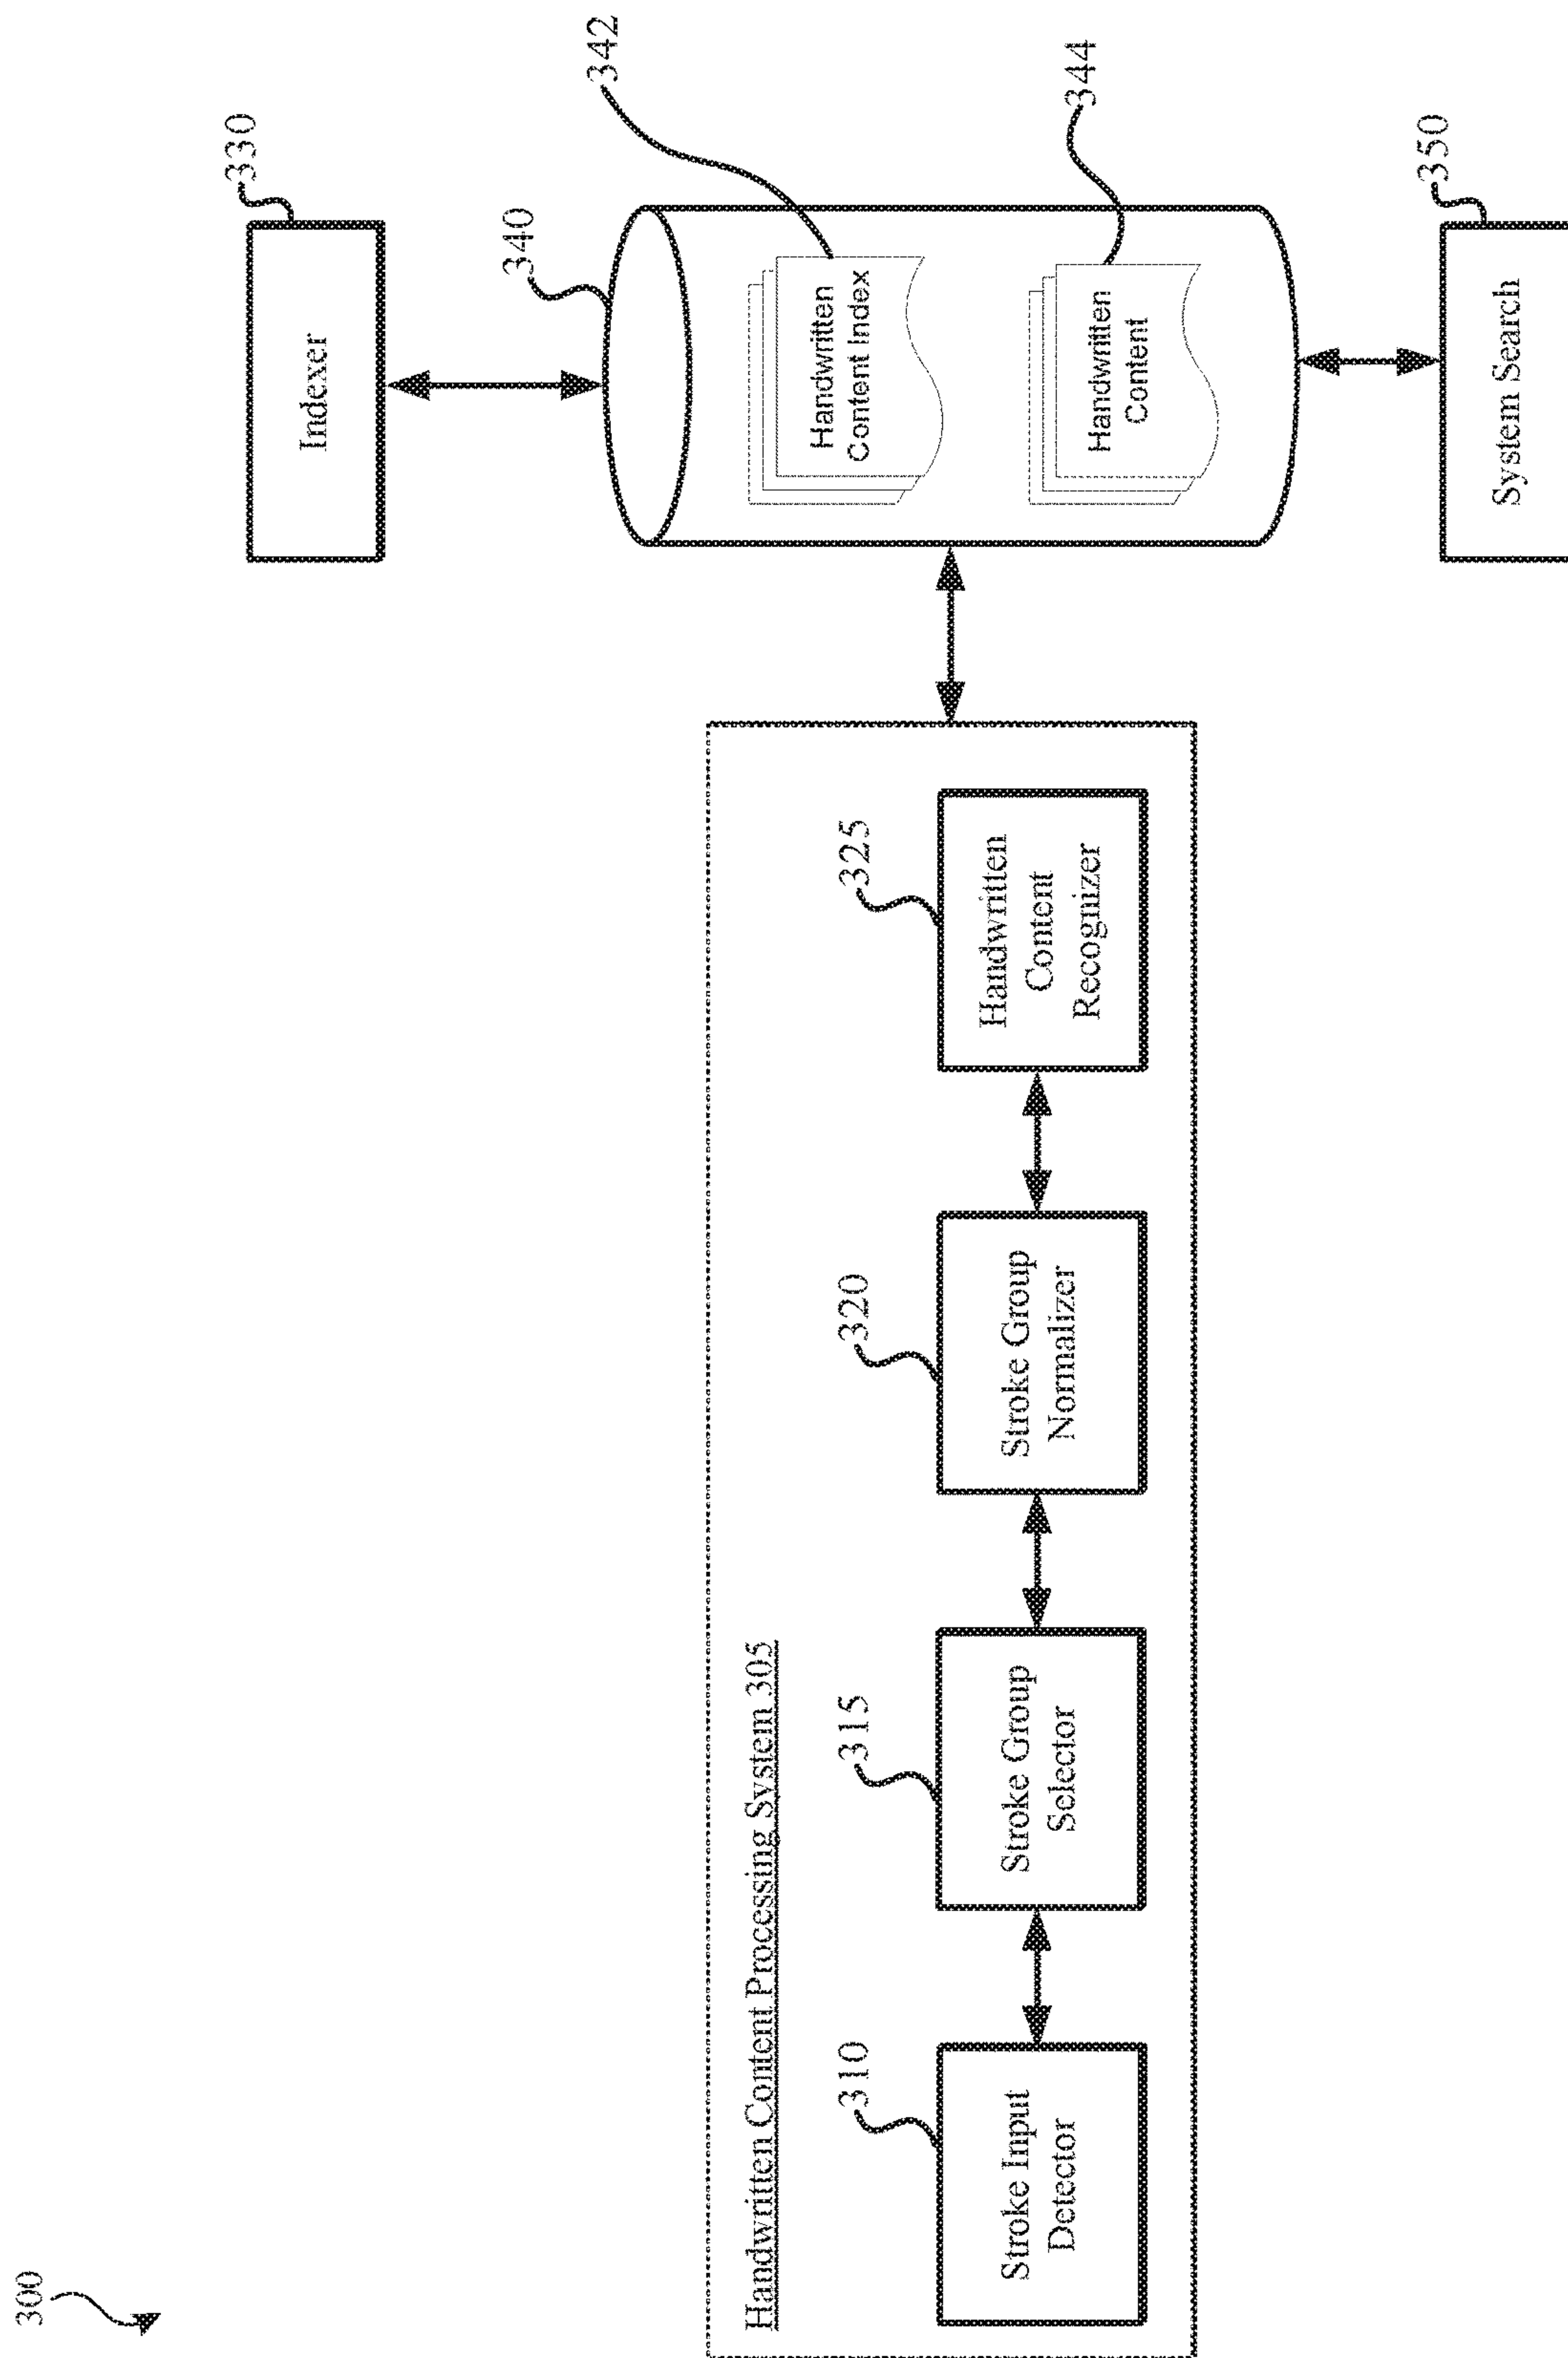 300
330
Indexer
340
342
Handwritten
Content Index
344
Handwritten
Content
350
System Search
Handwritten Content Processing System 305
310
Stroke Input
Detector
315
Stroke Group
Selector
320
Stroke Group
Normalizer
325
Handwritten
Content
Recognizer